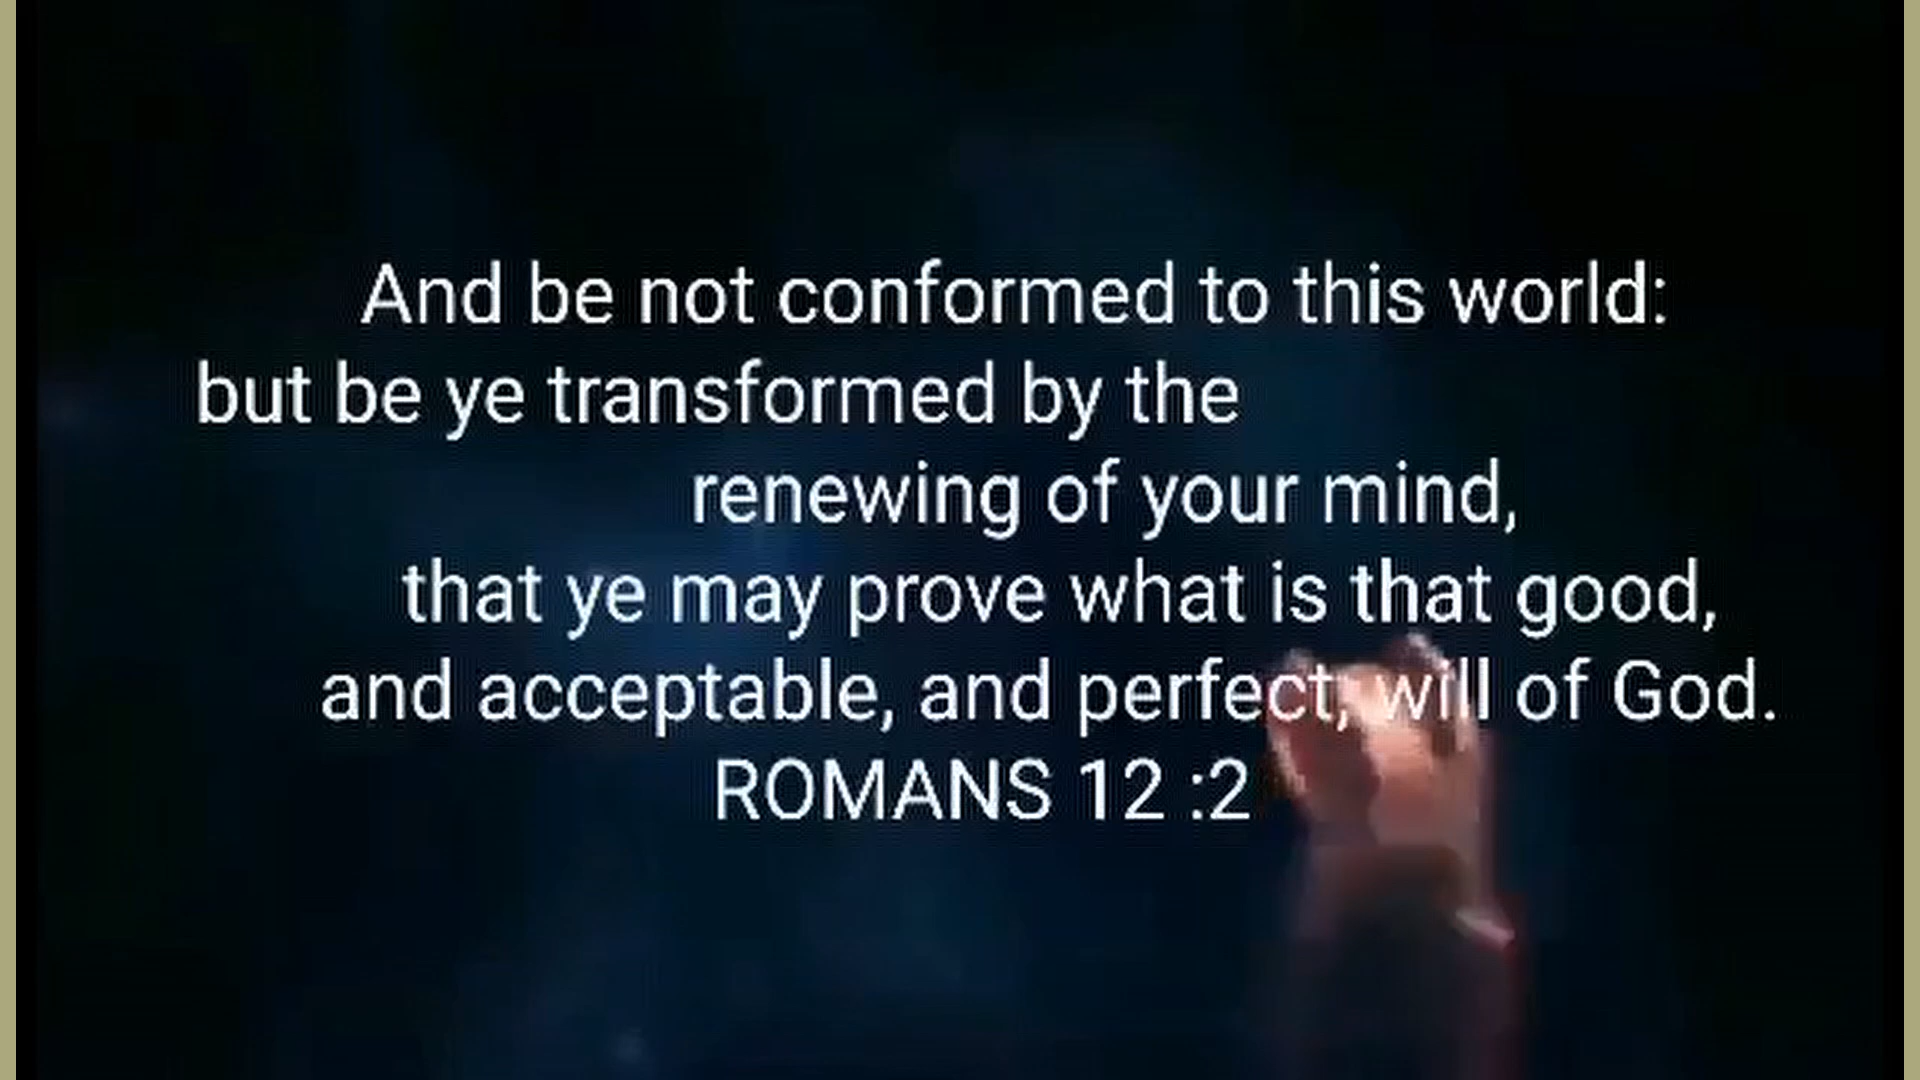 And be not conformed to this world:
but be ye transformed by the
renewing of your mind,
that ye may prove what is that good,
and acceptable, and perfect, will of God.
ROMANS 12 :2